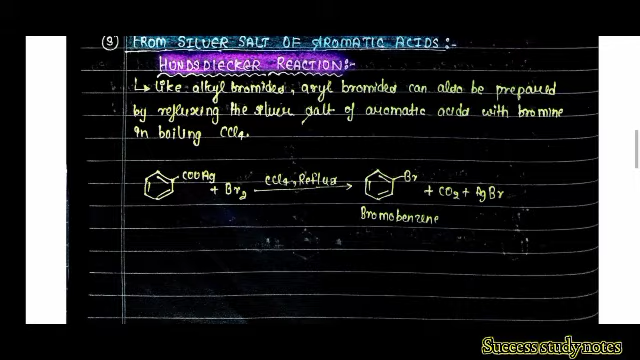 (9) FROM SILVER SALT OF AROMATIC ACIDS:-
HUNDSDIECKER REACTION:-
↳ Like alkyl bromides, aryl bromides can also be prepared
by refluxing the silver salt of aromatic acids with bromine
in boiling CCl4.
COOAg + Br2 CCl4, Reflux → Br + CO2 + AgBr
Bromobenzene
Success study notes